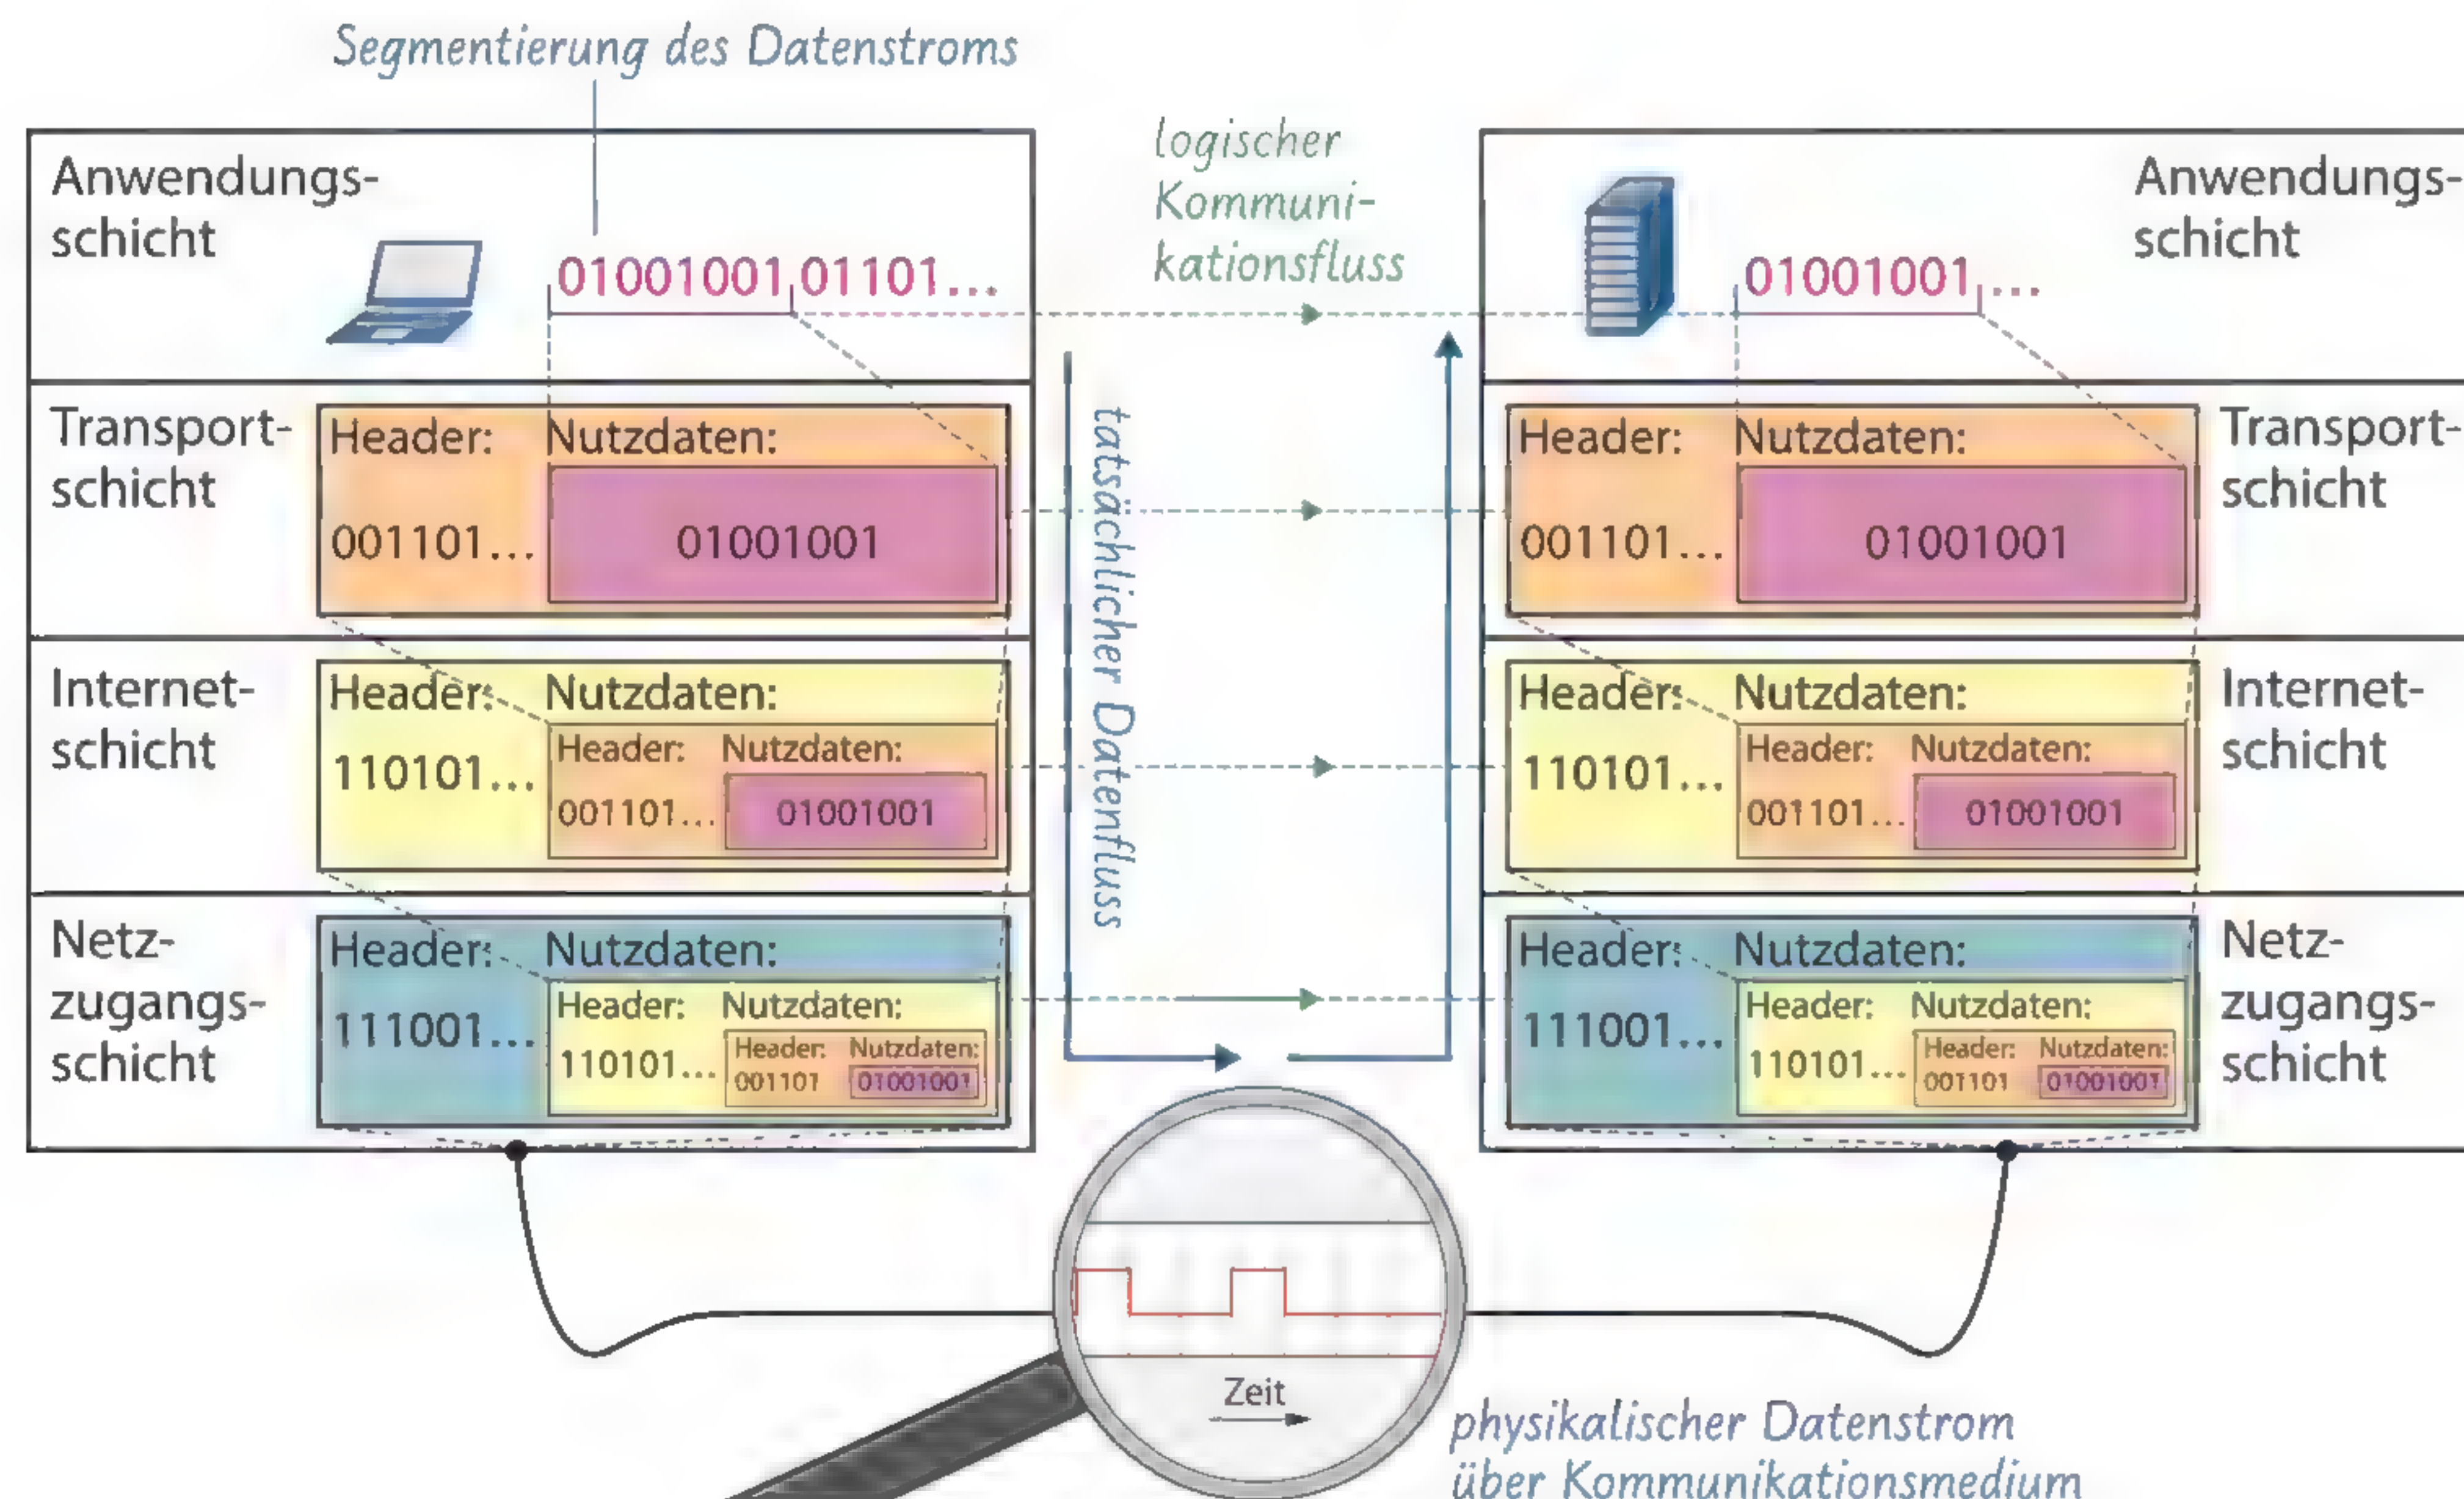 Segmentierung des Datenstroms
Anwendungs-
schicht
01001001 01101...
logischer
Kommuni-
kationsfluss
01001001 ...
Anwendungs-
schicht
Transport-
schicht
Header: Nutzdaten:
001101... 01001001
tatsächlicher Datenfluss
Header: Nutzdaten:
001101... 01001001
Transport-
schicht
Internet-
schicht
Header: Nutzdaten:
110101...
Header: Nutzdaten:
001101... 01001001
Header: Nutzdaten:
110101...
Header: Nutzdaten:
001101... 01001001
Internet-
schicht
Netz-
zugangs-
schicht
Header: Nutzdaten:
111001...
Header: Nutzdaten:
110101...
Header: Nutzdaten:
001101 01001001
Header: Nutzdaten:
111001...
Header: Nutzdaten:
110101...
Header: Nutzdaten:
001101 01001001
Netz-
zugangs-
schicht
Zeit
physikalischer Datenstrom
über Kommunikationsmedium